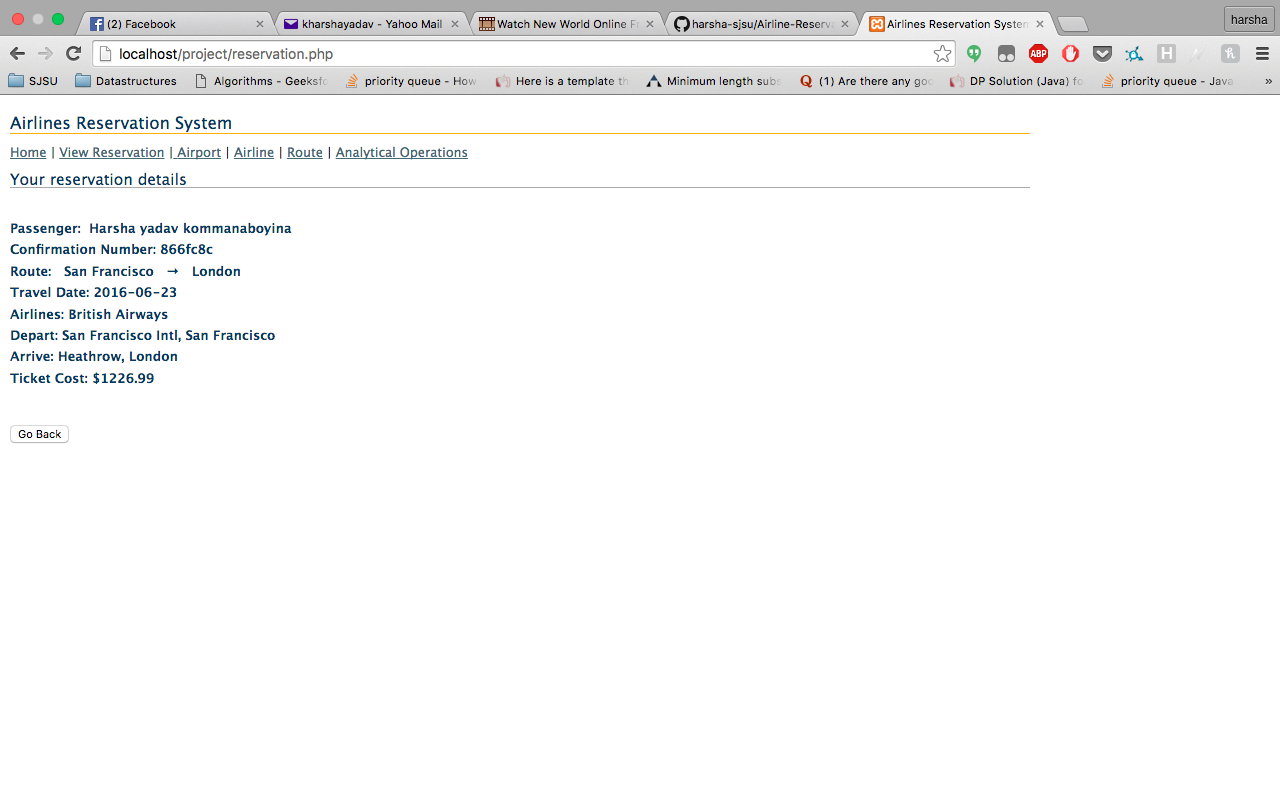 (2) Facebook
kharshayadav - Yahoo Mail
Watch New World Online F
harsha-sjsu/Airline-Reserv
Airlines Reservation System
harsha
localhost/project/reservation.php
ABP
H
h
SJSU
Datastructures
Algorithms - Geeksfo
priority queue - How
Here is a template th
Minimum length subs
Q
(1) Are there any goo
DP Solution (Java) fo
priority queue - Java
»
Airlines Reservation System
Home | View Reservation | Airport | Airline | Route | Analytical Operations
Your reservation details
Passenger: Harsha yadav kommanaboyina
Confirmation Number: 866fc8c
Route: San Francisco → London
Travel Date: 2016-06-23
Airlines: British Airways
Depart: San Francisco Intl, San Francisco
Arrive: Heathrow, London
Ticket Cost: $1226.99
Go Back